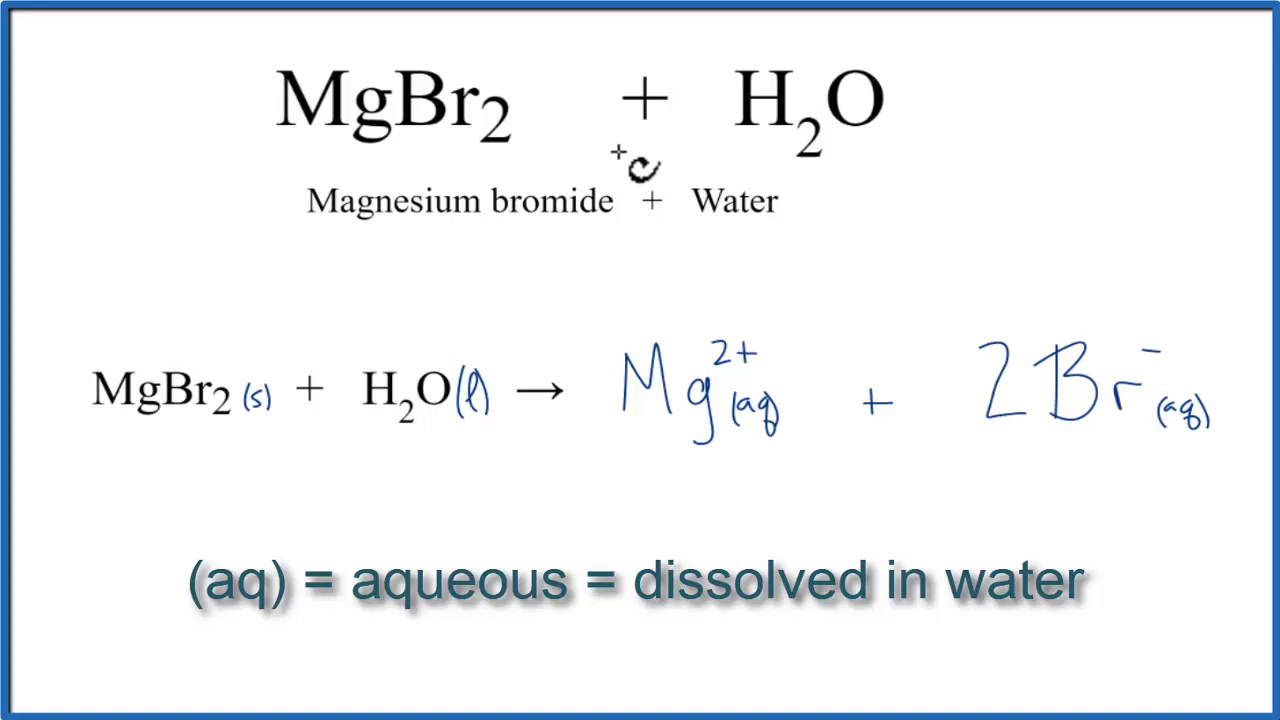 MgBr₂ + H₂O
Magnesium bromide + Water
MgBr₂ (s) + H₂O(l) → Mg²⁺(aq) + 2Br⁻(aq)
(aq) = aqueous = dissolved in water